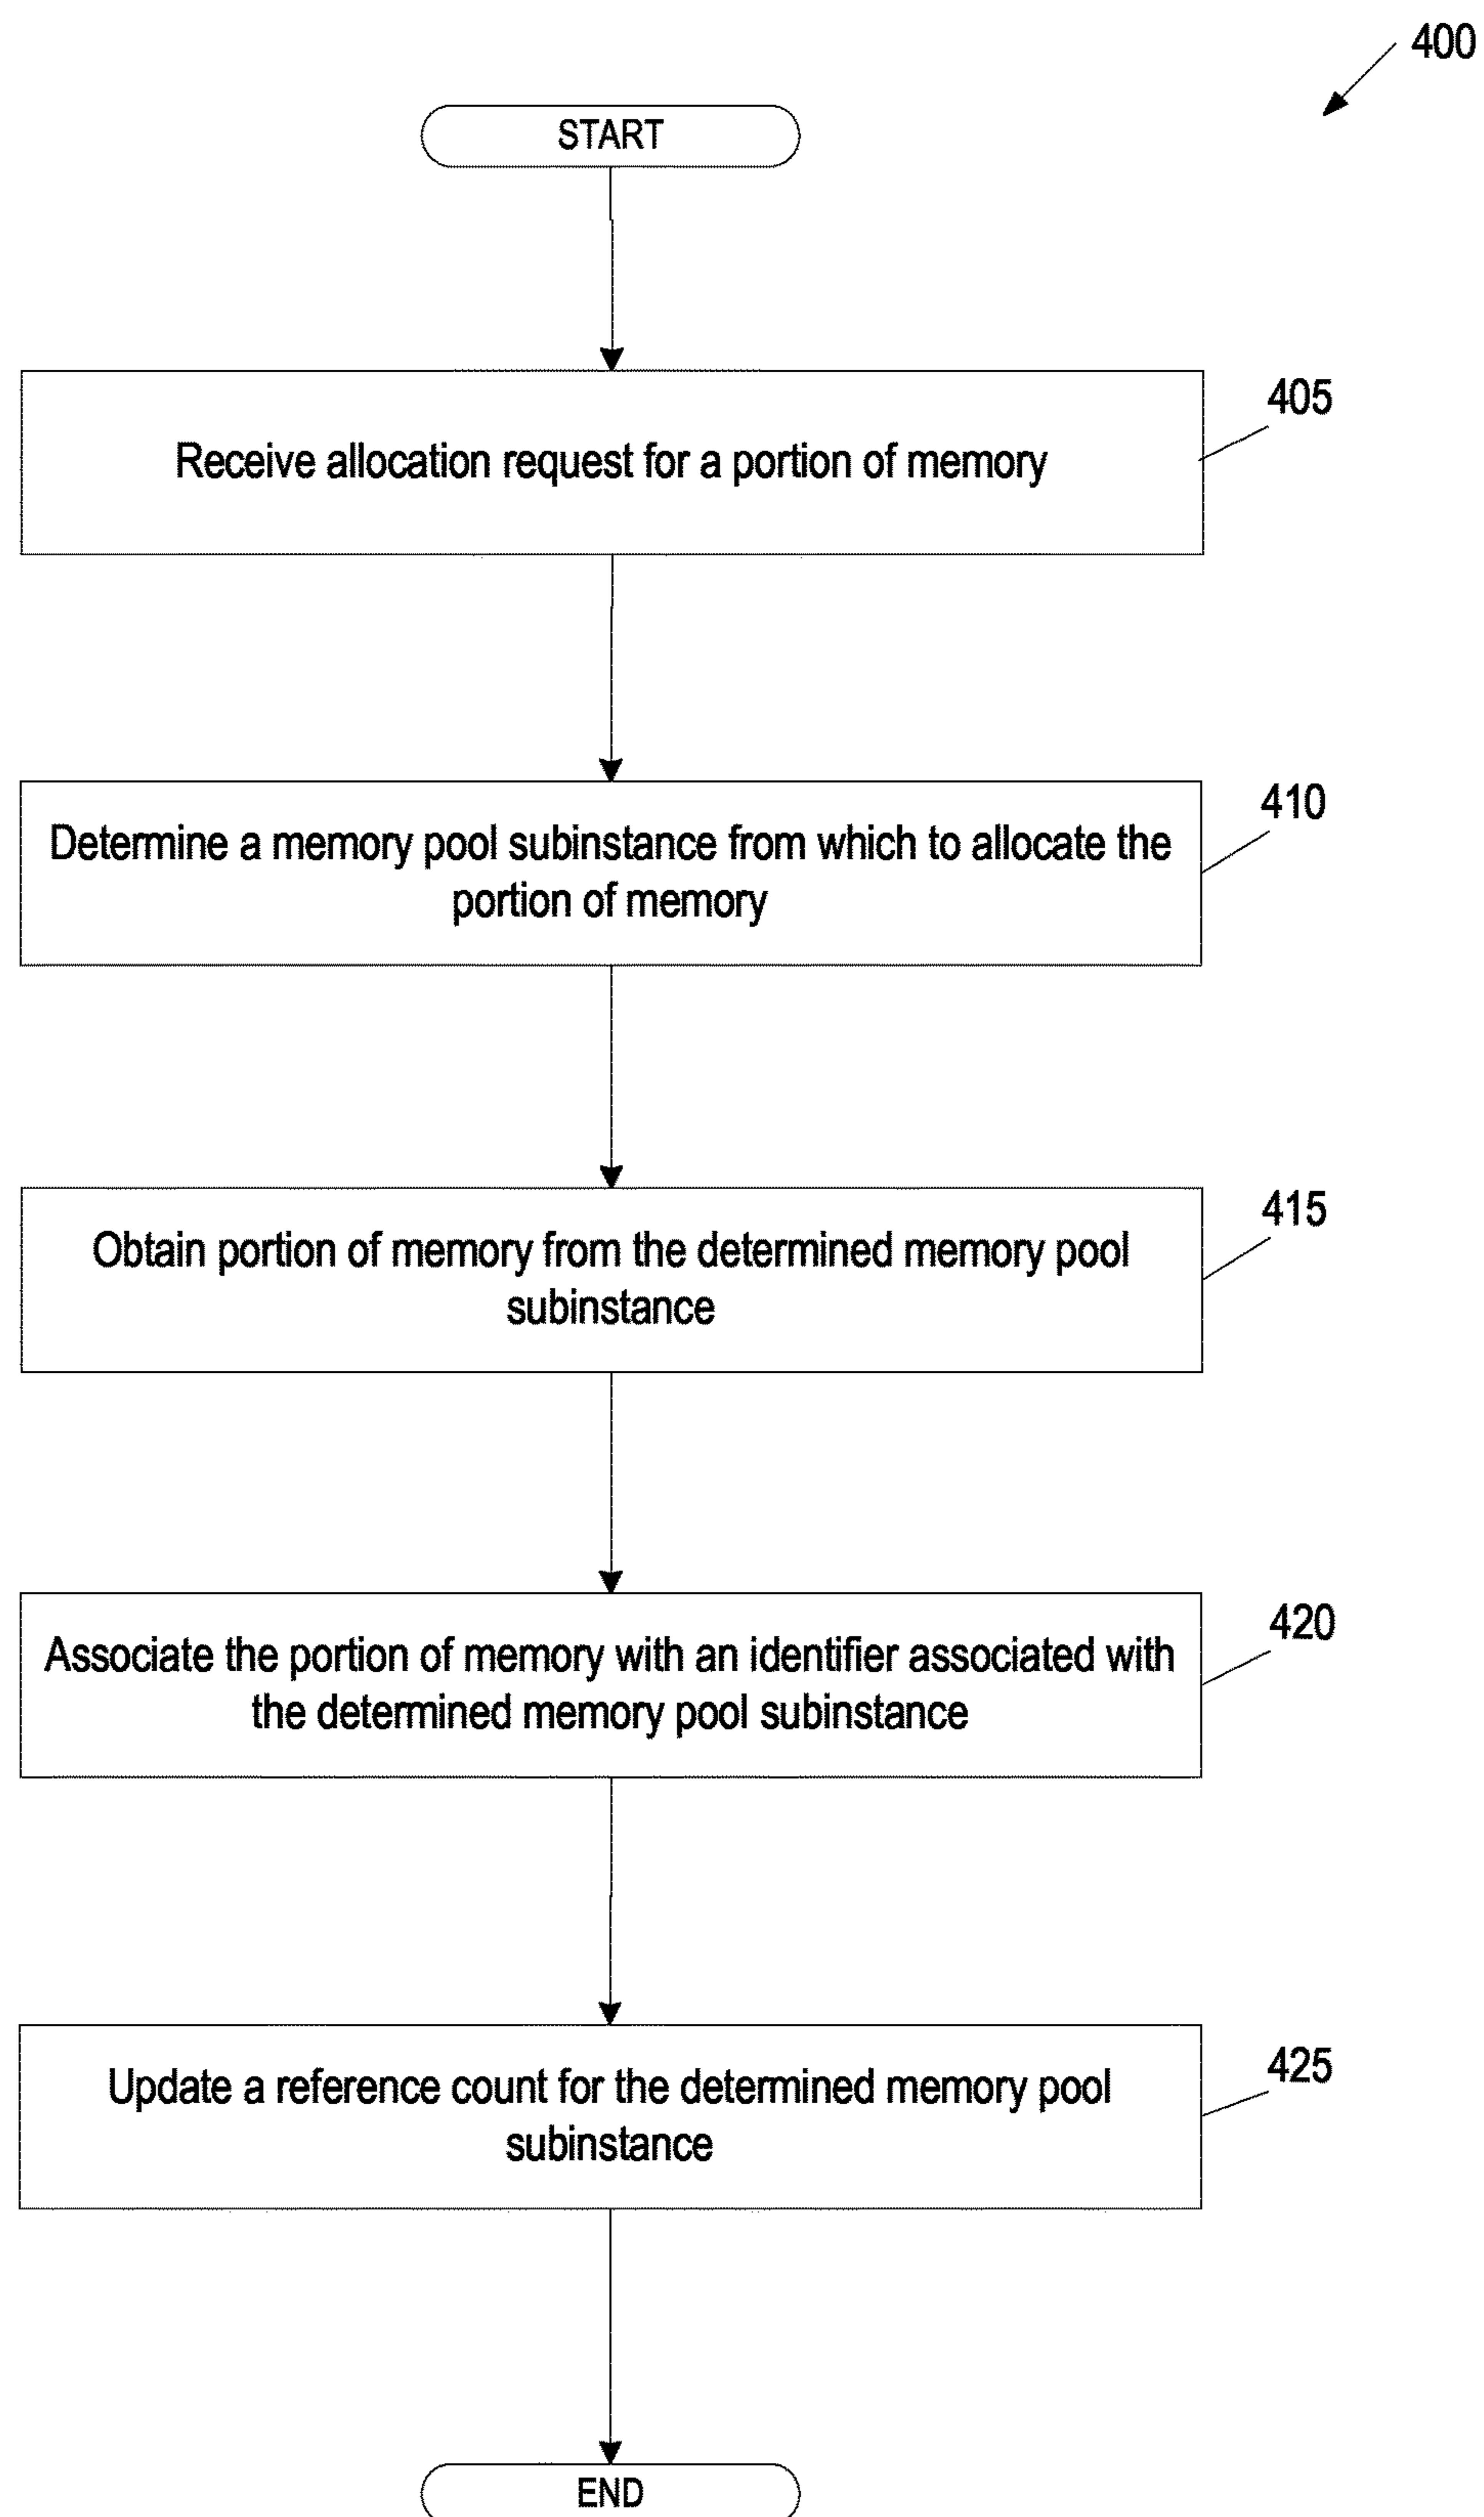 400
START
405
Receive allocation request for a portion of memory
410
Determine a memory pool subinstance from which to allocate the
portion of memory
415
Obtain portion of memory from the determined memory pool
subinstance
420
Associate the portion of memory with an identifier associated with
the determined memory pool subinstance
425
Update a reference count for the determined memory pool
subinstance
END